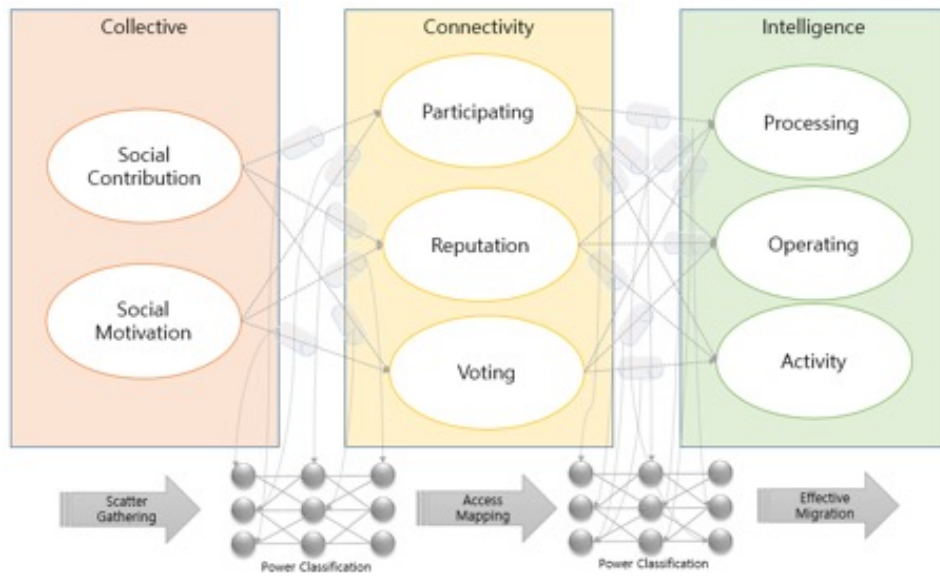 Collective
Connectivity
Intelligence
Social
Contribution
Social
Motivation
Participating
Reputation
Voting
Processing
Operating
Activity
Scatter
Gathering
Power Classification
Access
Mapping
Power Classification
Effective
Migration